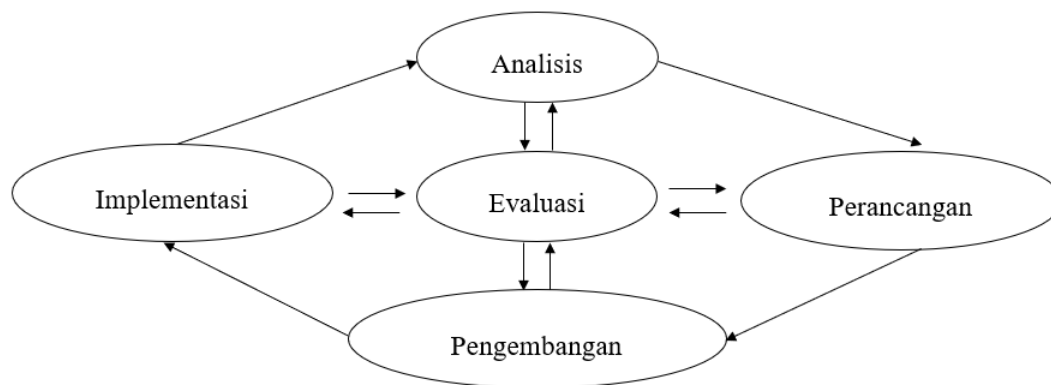 Analisis
Implementasi
Evaluasi
Perancangan
Pengembangan